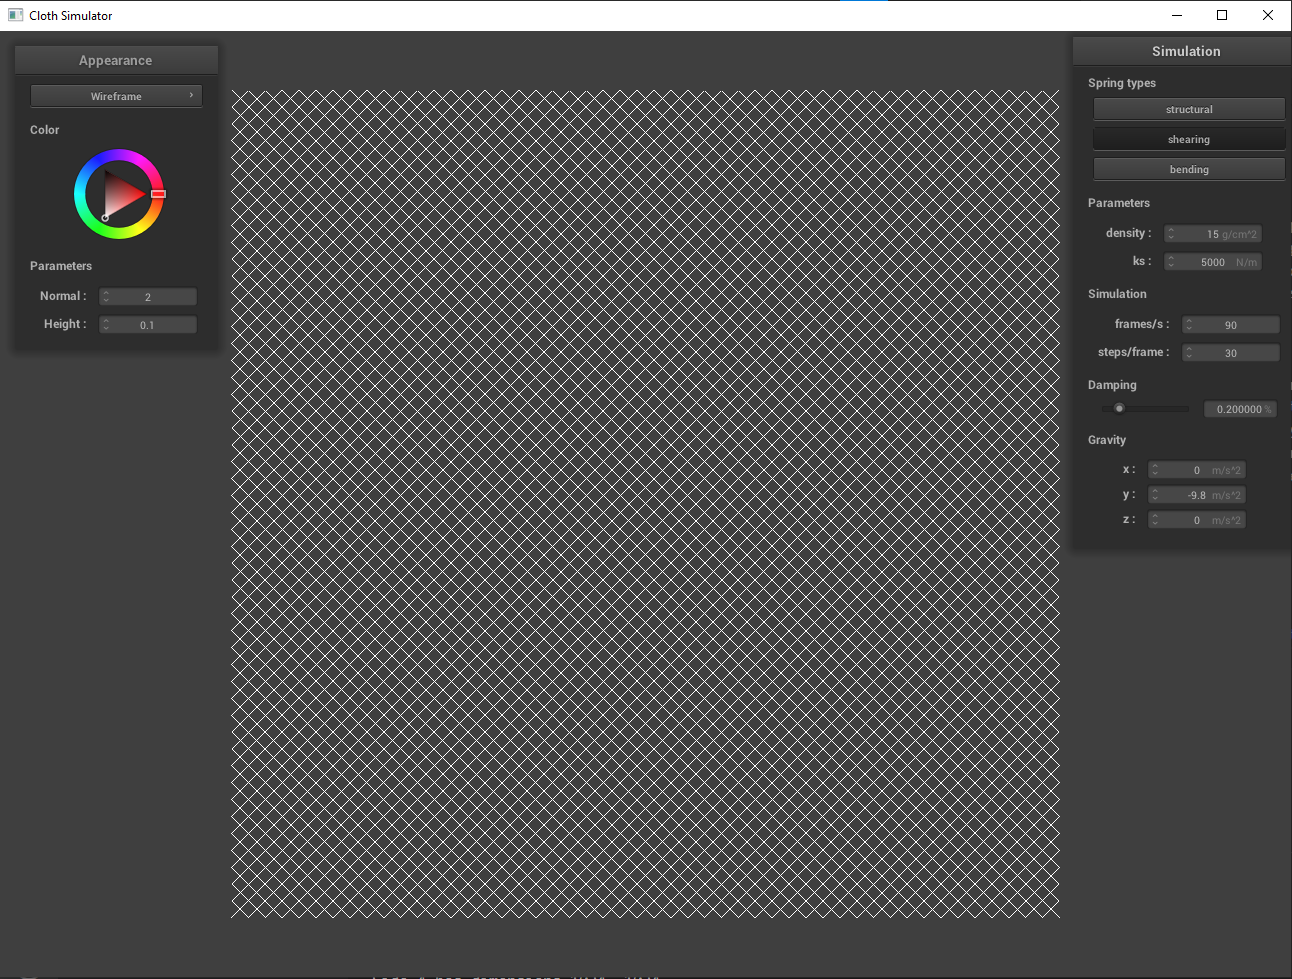 Cloth Simulator
Appearance
Wireframe
Color
Parameters
Normal : 2
Height : 0.1
Simulation
Spring types
structural
shearing
bending
Parameters
density : 15 g/cm^2
ks : 5000 N/m
Simulation
frames/s : 90
steps/frame : 30
Damping
0.200000 %
Gravity
x : 0 m/s^2
y : -9.8 m/s^2
z : 0 m/s^2